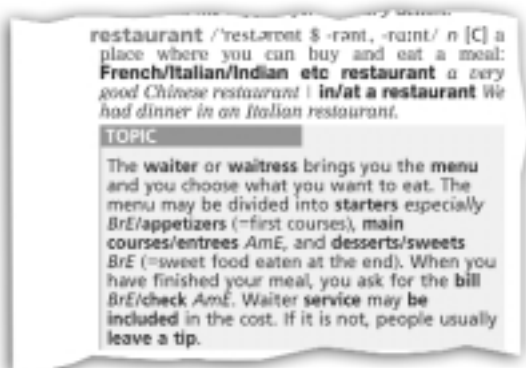 restaurant /ˈrestərɒnt $ -rənt, -rɑːnt/ n [C] a
place where you can buy and eat a meal:
French/Italian/Indian etc restaurant a very
good Chinese restaurant | in/at a restaurant We
had dinner in an Italian restaurant.
TOPIC
The waiter or waitress brings you the menu
and you choose what you want to eat. The
menu may be divided into starters especially
BrE/appetizers (=first courses), main
courses/entrees AmE, and desserts/sweets
BrE (=sweet food eaten at the end). When you
have finished your meal, you ask for the bill
BrE/check AmE. Waiter service may be
included in the cost. If it is not, people usually
leave a tip.